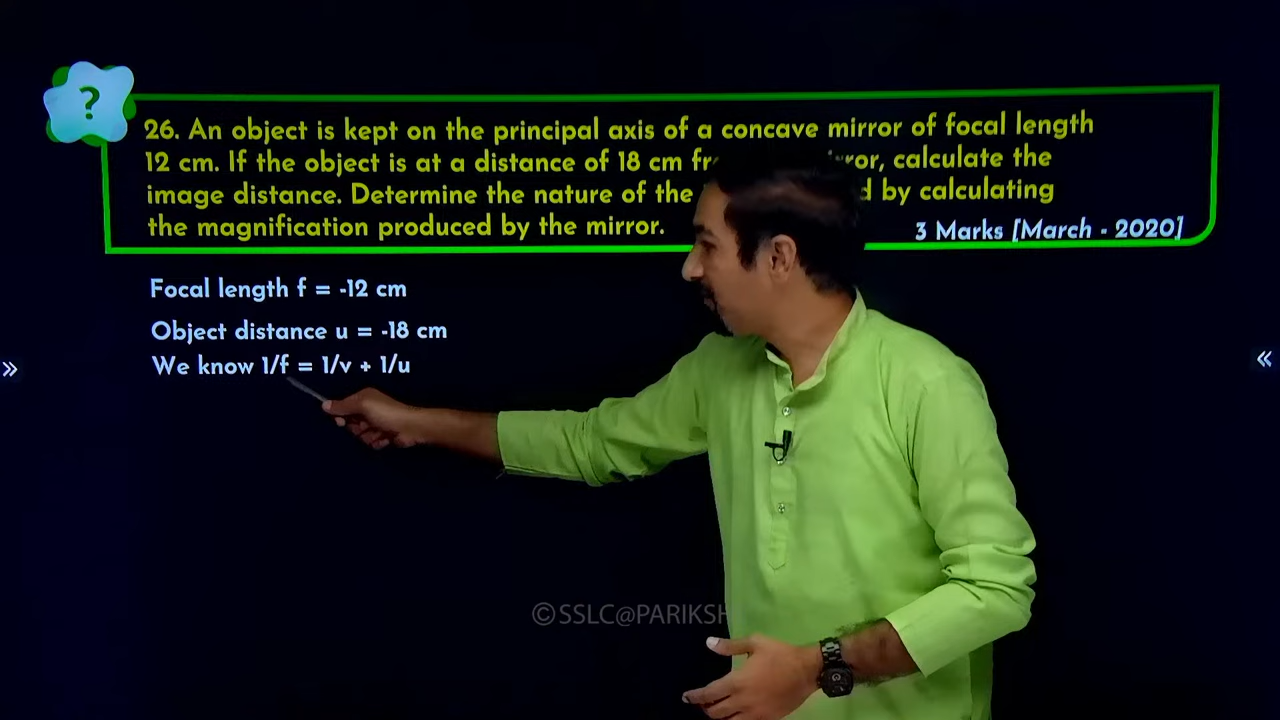 ?
26. An object is kept on the principal axis of a concave mirror of focal length
12 cm. If the object is at a distance of 18 cm mirror, calculate the
image distance. Determine the nature of the by calculating
the magnification produced by the mirror.
3 Marks [March - 2020]
Focal length f = -12 cm
Object distance u = -18 cm
We know 1/f = 1/v + 1/u
»
«
©SSLC@PARIKSH